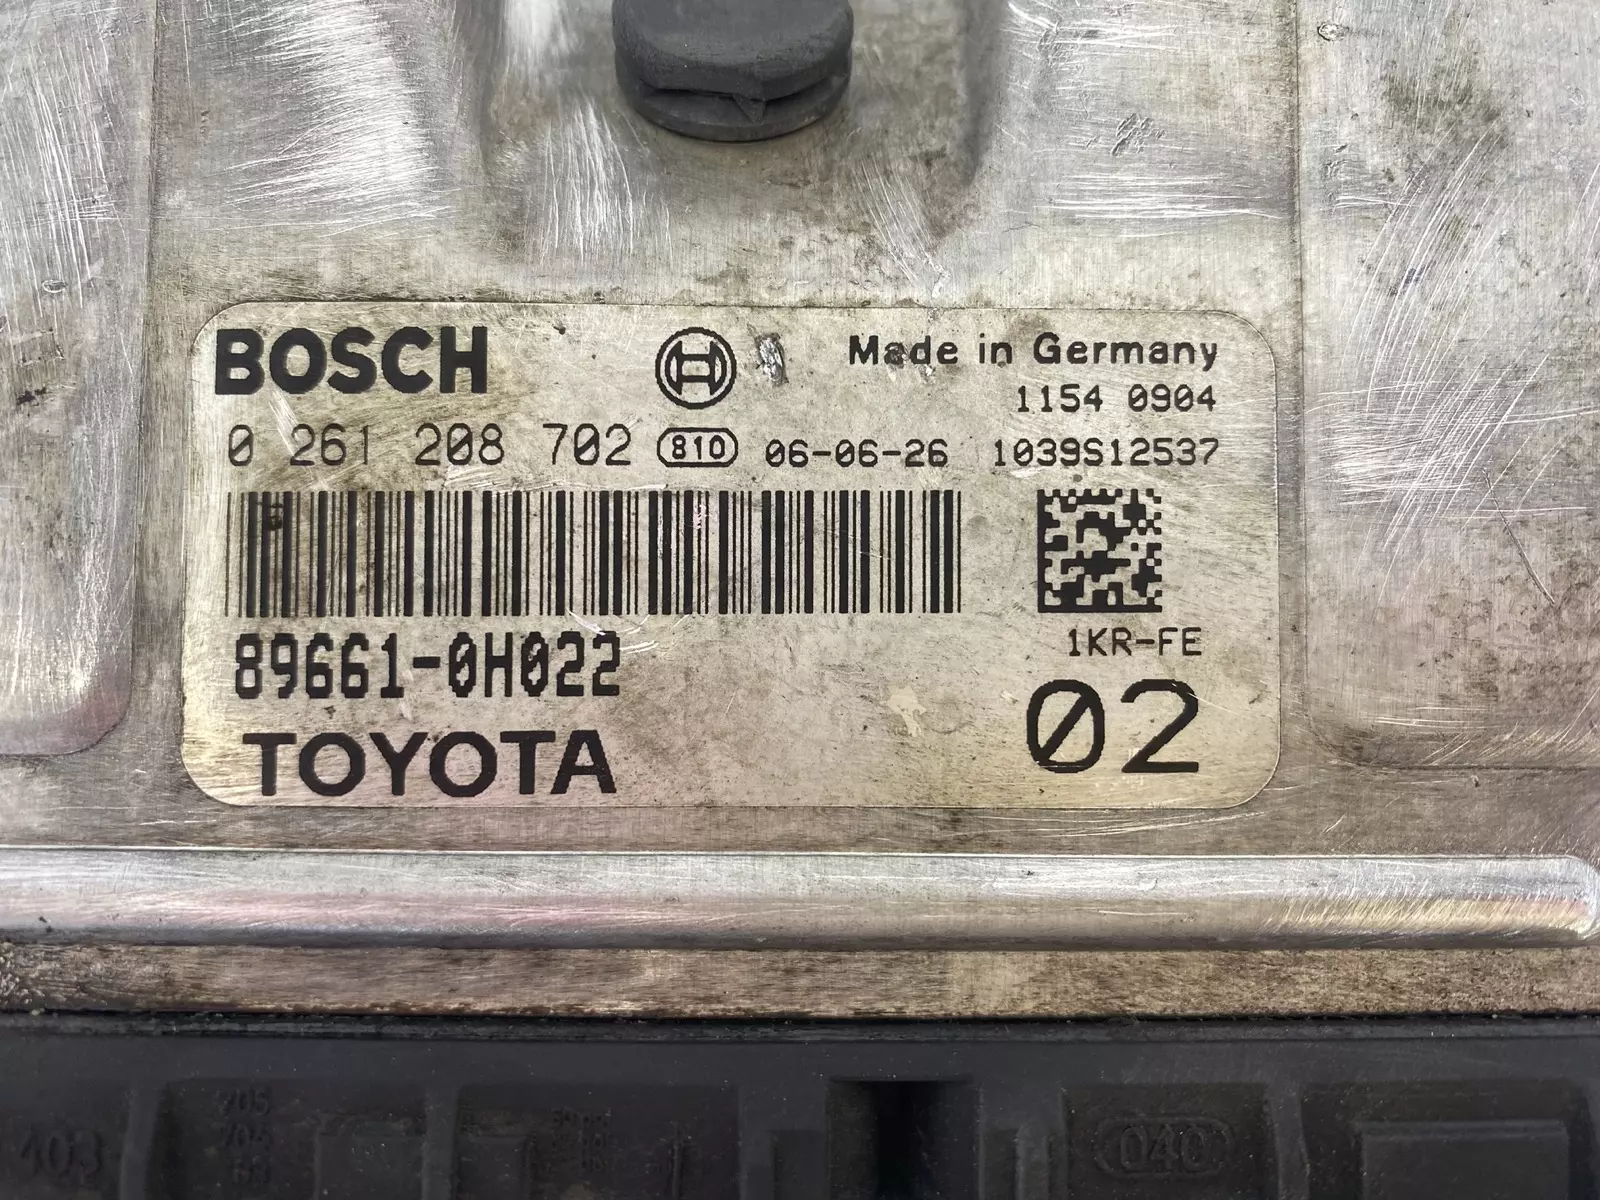 BOSCH
Made in Germany
1154 0904
0 261 208 702 810 06-06-26 1039S12537
89661-0H022
1KR-FE
TOYOTA
02
040